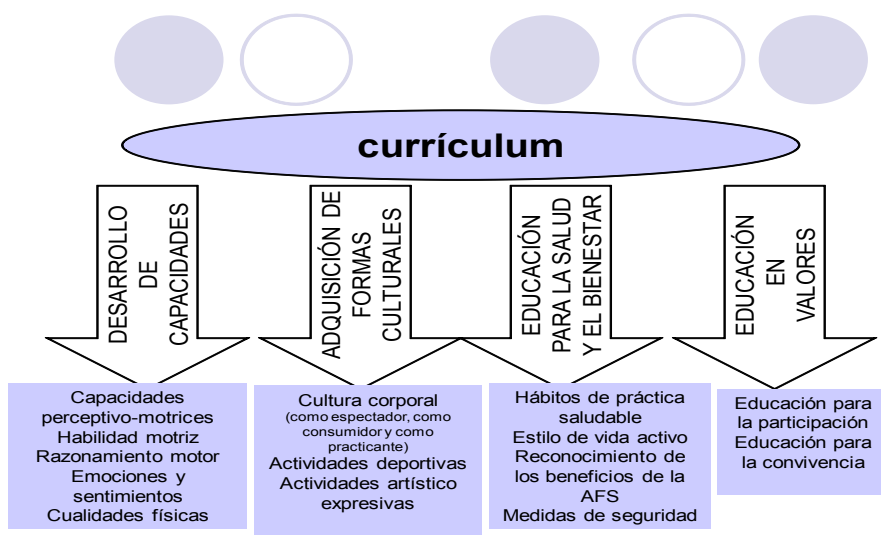 currículum
DESARROLLO
DE
CAPACIDADES
ADQUISICIÓN DE
FORMAS
CULTURALES
EDUCACIÓN
PARA LA SALUD
Y EL BIENESTAR
EDUCACIÓN
EN
VALORES
Capacidades
perceptivo-motrices
Habilidad motriz
Razonamiento motor
Emociones y
sentimientos
Cualidades físicas
Cultura corporal
(como espectador, como
consumidor y como
practicante)
Actividades deportivas
Actividades artístico
expresivas
Hábitos de práctica
saludable
Estilo de vida activo
Reconocimiento de
los beneficios de la
AFS
Medidas de seguridad
Educación para
la participación
Educación para
la convivencia